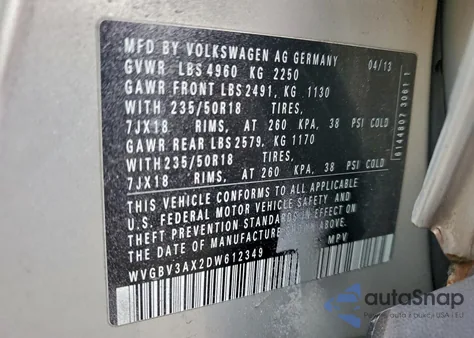 MFD BY VOLKSWAGEN AG GERMANY 04/13
GVWR LBS 4960 KG 2250
GAWR FRONT LBS 2491, KG 1130
WITH 235/50R18 TIRES,
7JX18 RIMS, AT 260 KPA, 38 PSI COLD
GAWR REAR LBS 2579, KG 1170
WITH 235/50R18 TIRES,
7JX18 RIMS, AT 260 KPA, 38 PSI COLD
THIS VEHICLE CONFORMS TO ALL APPLICABLE
U.S. FEDERAL MOTOR VEHICLE SAFETY AND
THEFT PREVENTION STANDARDS IN EFFECT ON
THE DATE OF MANUFACTURE SHOWN
WVGBV3AX2DW612349 MPV
6144807 3061 1
autoSnap